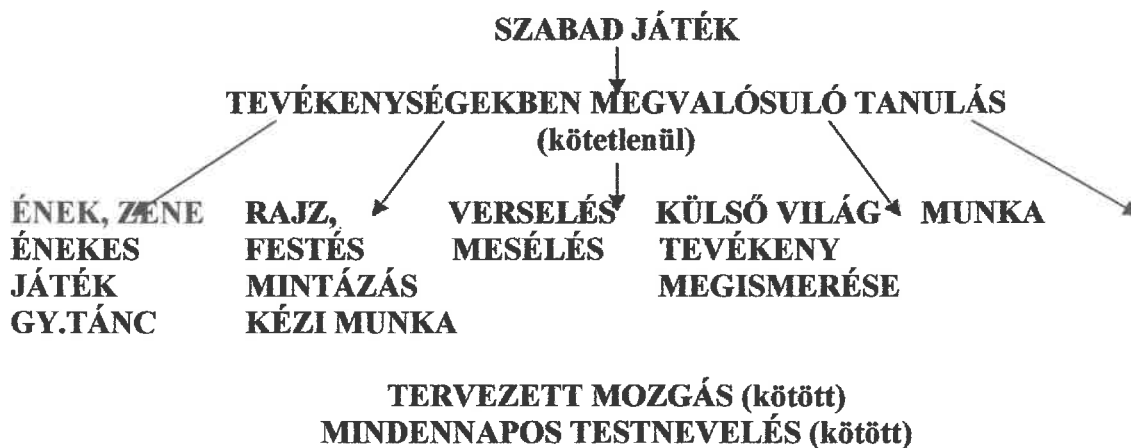 SZABAD JÁTÉK
TEVÉKENYSÉGEKBEN MEGVALÓSULÓ TANULÁS
(kötetlenül)
ÉNEK, ZENE RAJZ, VERSELÉS KÜLSŐ VILÁG MUNKA
ÉNEKES FESTÉS MESÉLÉS TEVÉKENY
JÁTÉK MINTÁZÁS MEGISMERÉSE
GY.TÁNC KÉZI MUNKA
TERVEZETT MOZGÁS (kötött)
MINDENNAPOS TESTNEVELÉS (kötött)